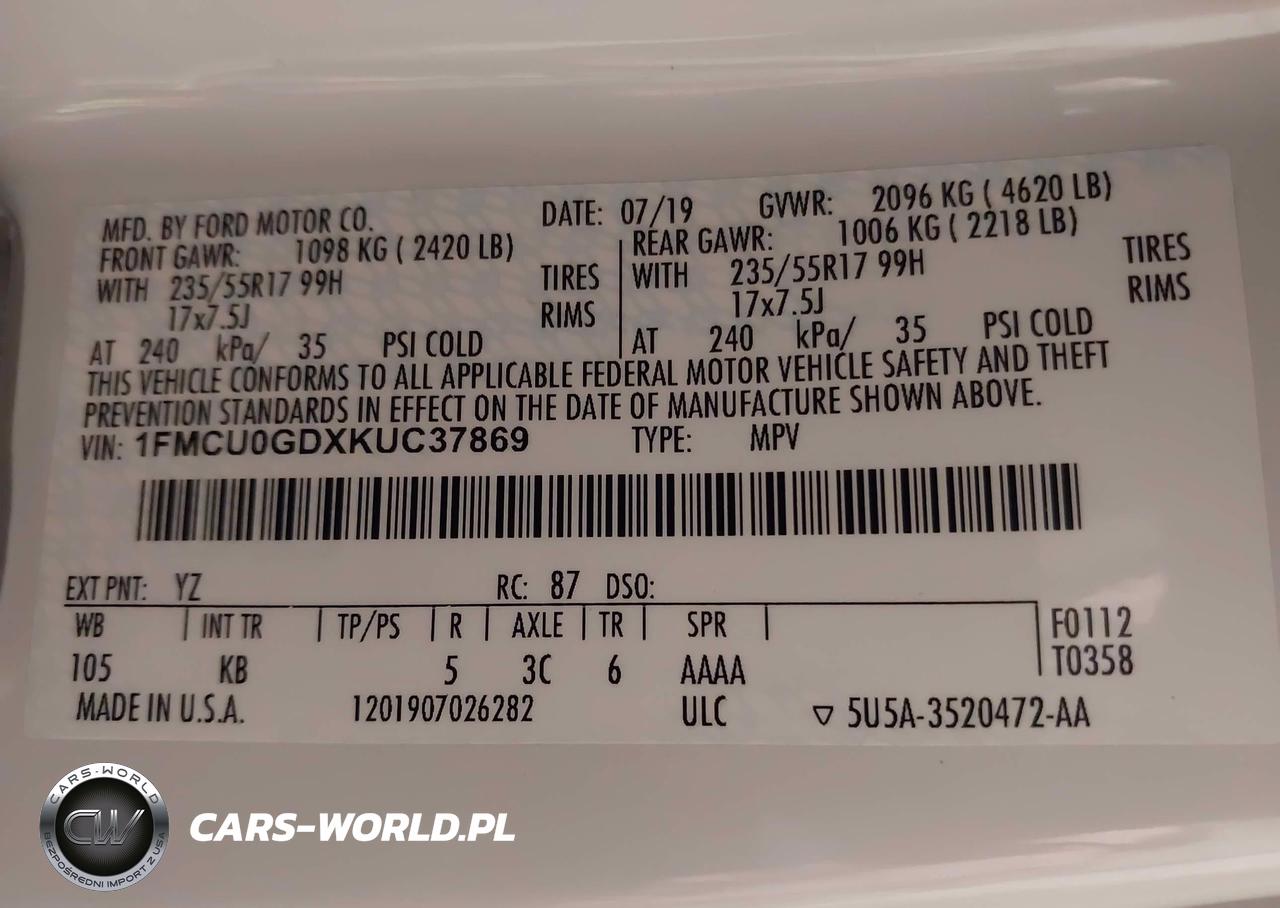 MFD. BY FORD MOTOR CO. DATE: 07/19 GVWR: 2096 KG ( 4620 LB)
FRONT GAWR: 1098 KG ( 2420 LB) REAR GAWR: 1006 KG ( 2218 LB)
WITH 235/55R17 99H TIRES WITH 235/55R17 99H TIRES
17x7.5J RIMS 17x7.5J RIMS
AT 240 kPa/ 35 PSI COLD AT 240 kPa/ 35 PSI COLD
THIS VEHICLE CONFORMS TO ALL APPLICABLE FEDERAL MOTOR VEHICLE SAFETY AND THEFT
PREVENTION STANDARDS IN EFFECT ON THE DATE OF MANUFACTURE SHOWN ABOVE.
VIN: 1FMCU0GDXKUC37869 TYPE: MPV
EXT PNT: YZ RC: 87 DSO:
WB INT TR TP/PS R AXLE TR SPR F0112
105 KB 5 3C 6 AAAA T0358
MADE IN U.S.A. 1201907026282 ULC ▽ 5U5A-3520472-AA
CARS-WORLD
CW
BEZPOŚREDNI IMPORT Z USA
CARS-WORLD.PL